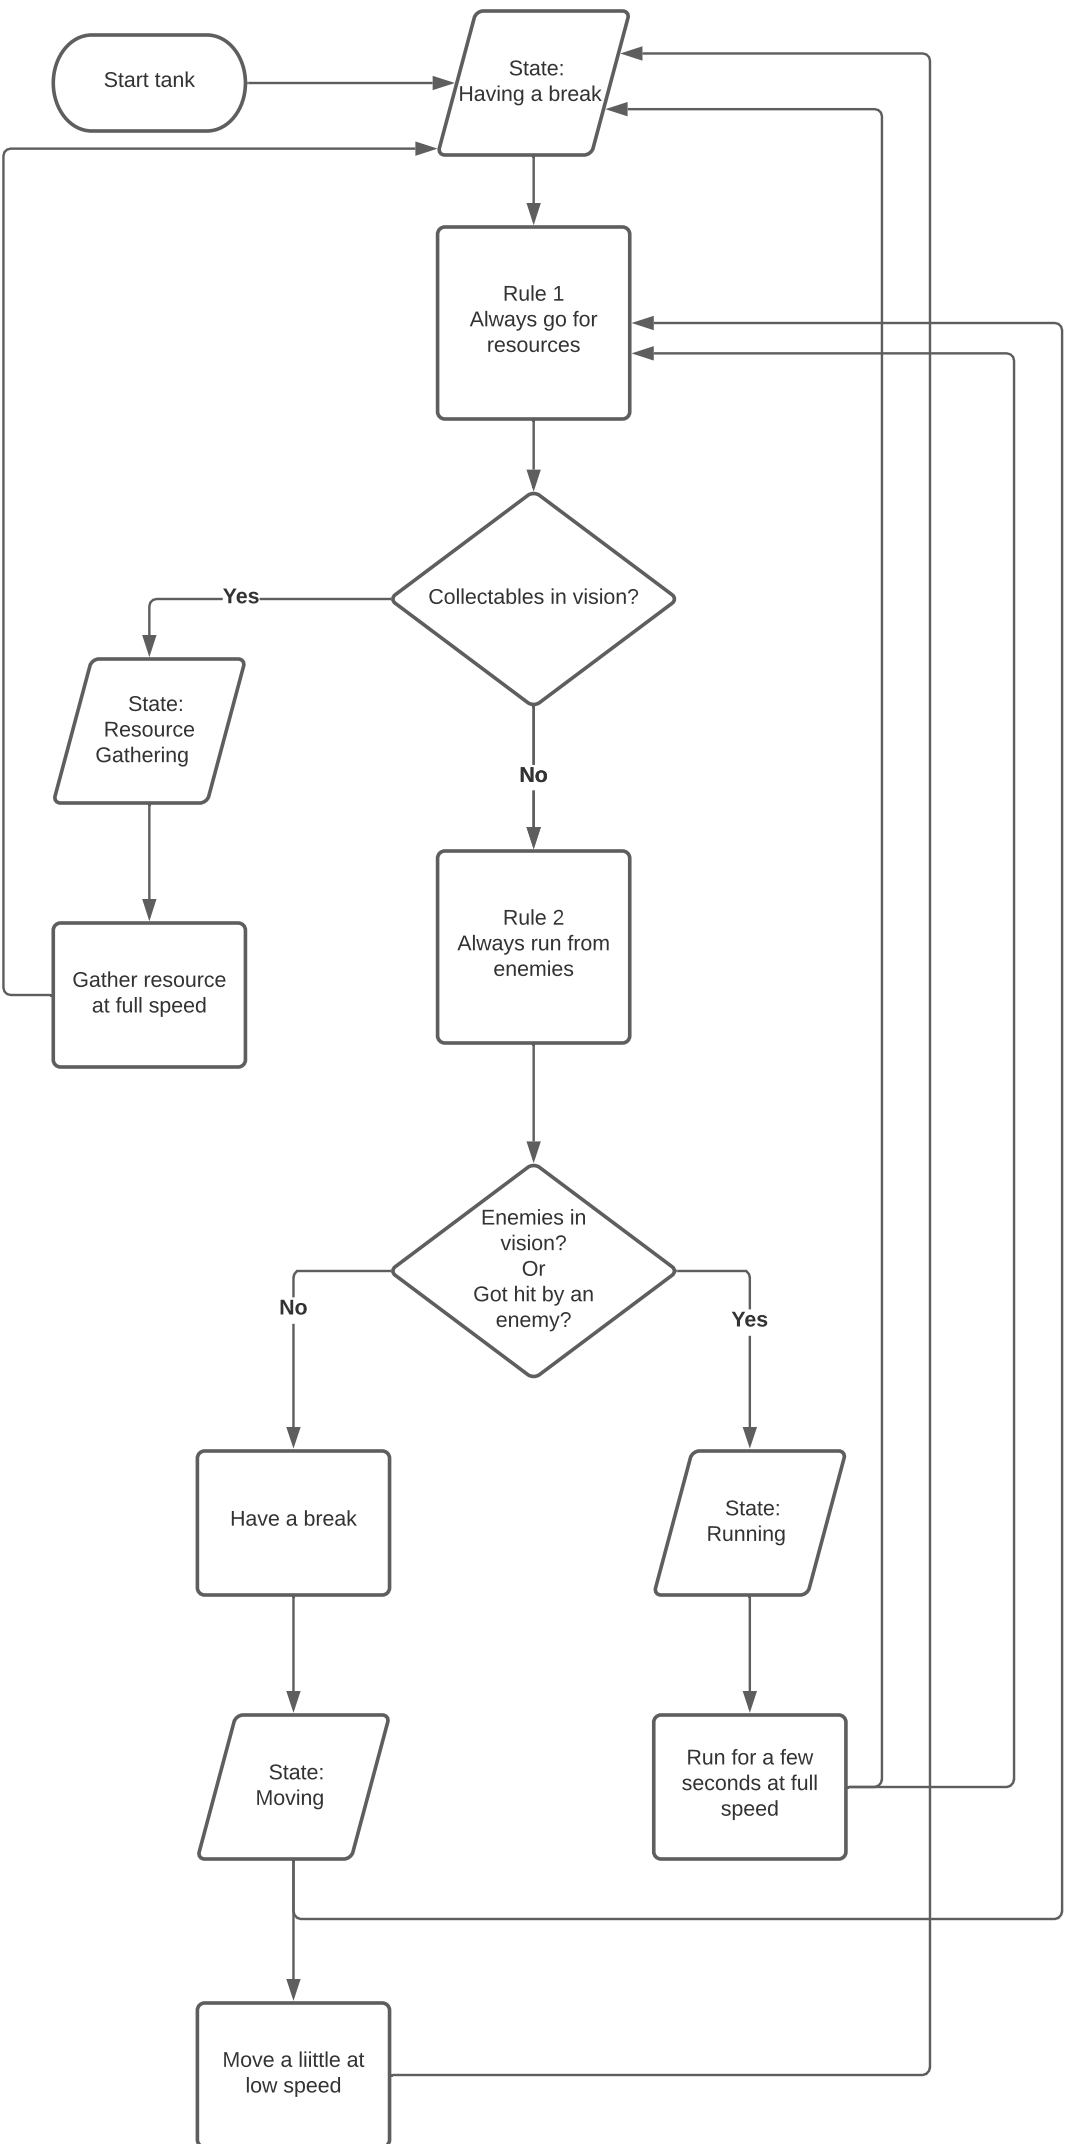 Start tank
State:
Having a break
Rule 1
Always go for
resources
Collectables in vision?
Yes
State:
Resource
Gathering
No
Gather resource
at full speed
Rule 2
Always run from
enemies
Enemies in
vision?
Or
Got hit by an
enemy?
No
Yes
Have a break
State:
Running
State:
Moving
Run for a few
seconds at full
speed
Move a liittle at
low speed